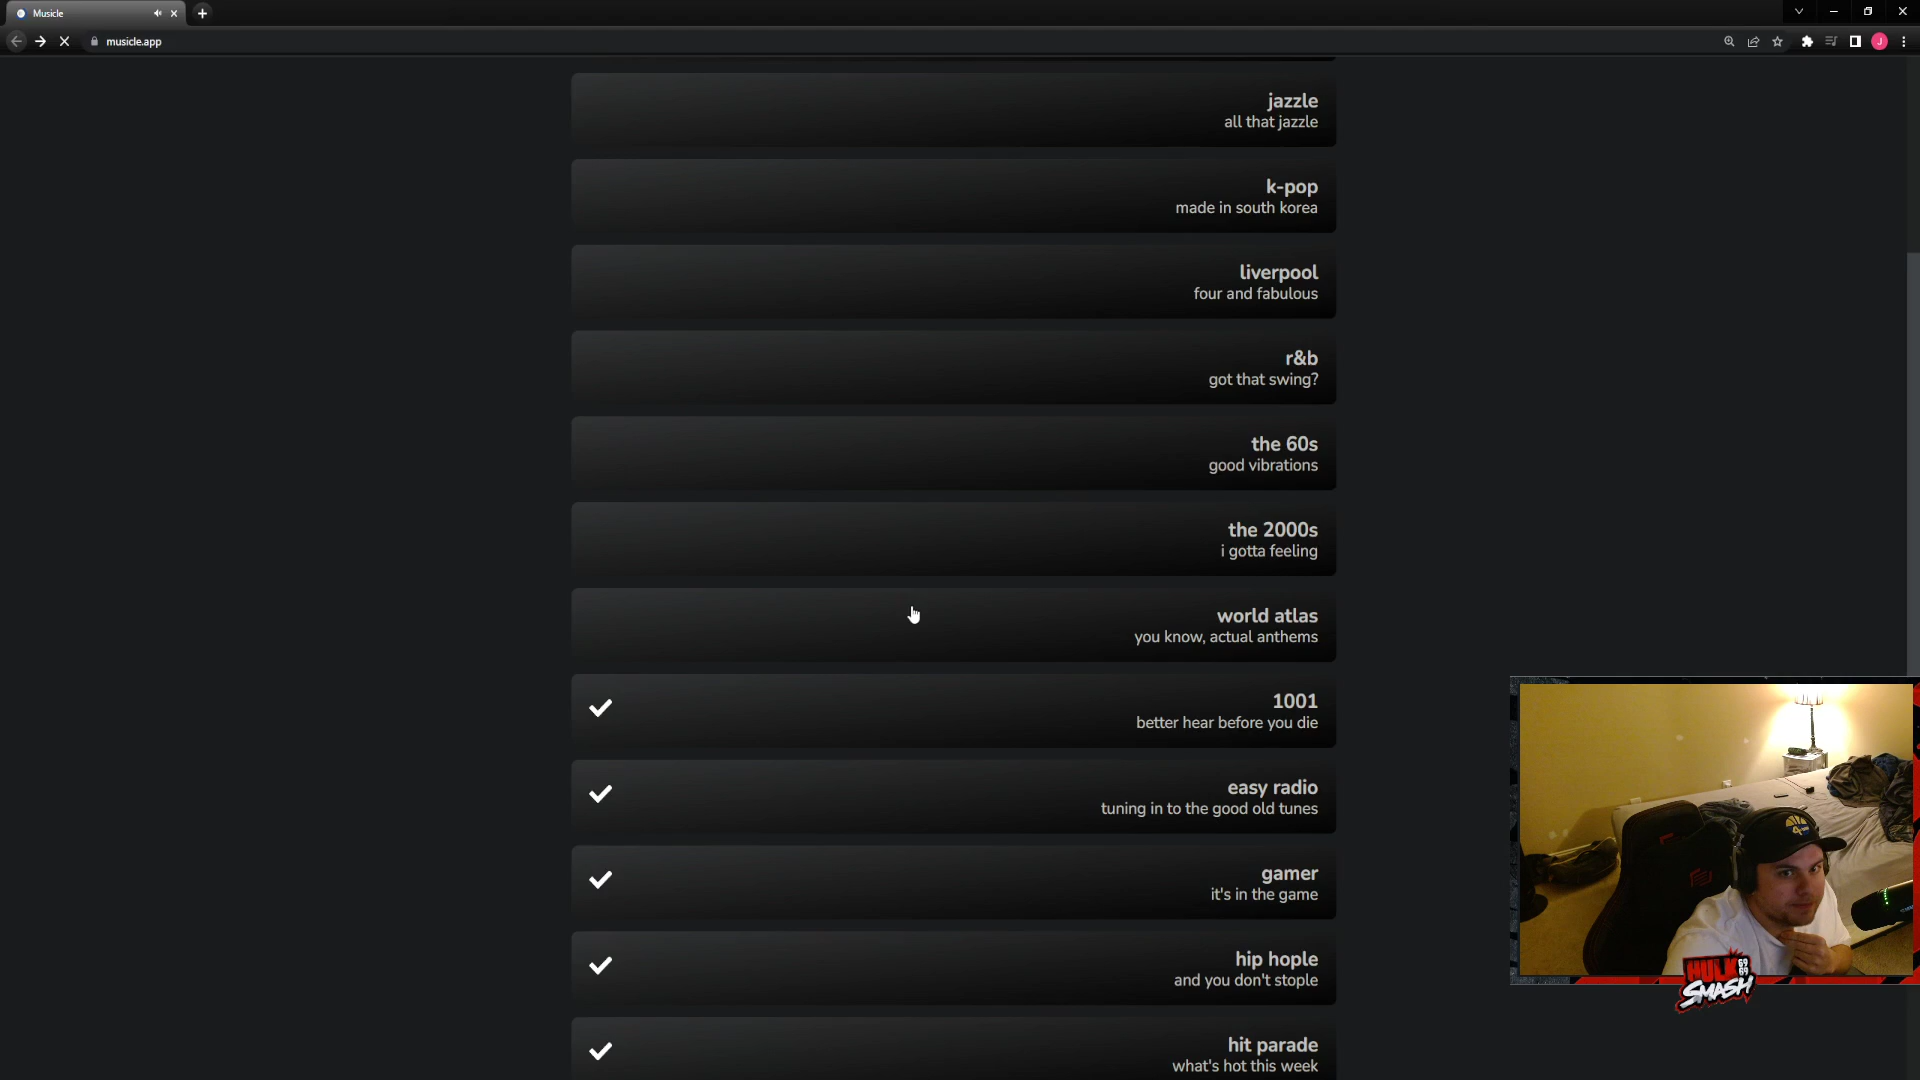 Musicle
musicle.app
J
jazzle
all that jazzle
k-pop
made in south korea
liverpool
four and fabulous
r&b
got that swing?
the 60s
good vibrations
the 2000s
i gotta feeling
world atlas
you know, actual anthems
1001
better hear before you die
easy radio
tuning in to the good old tunes
gamer
it's in the game
hip hople
and you don't stople
hit parade
what's hot this week
HULK
69
69
SMASH